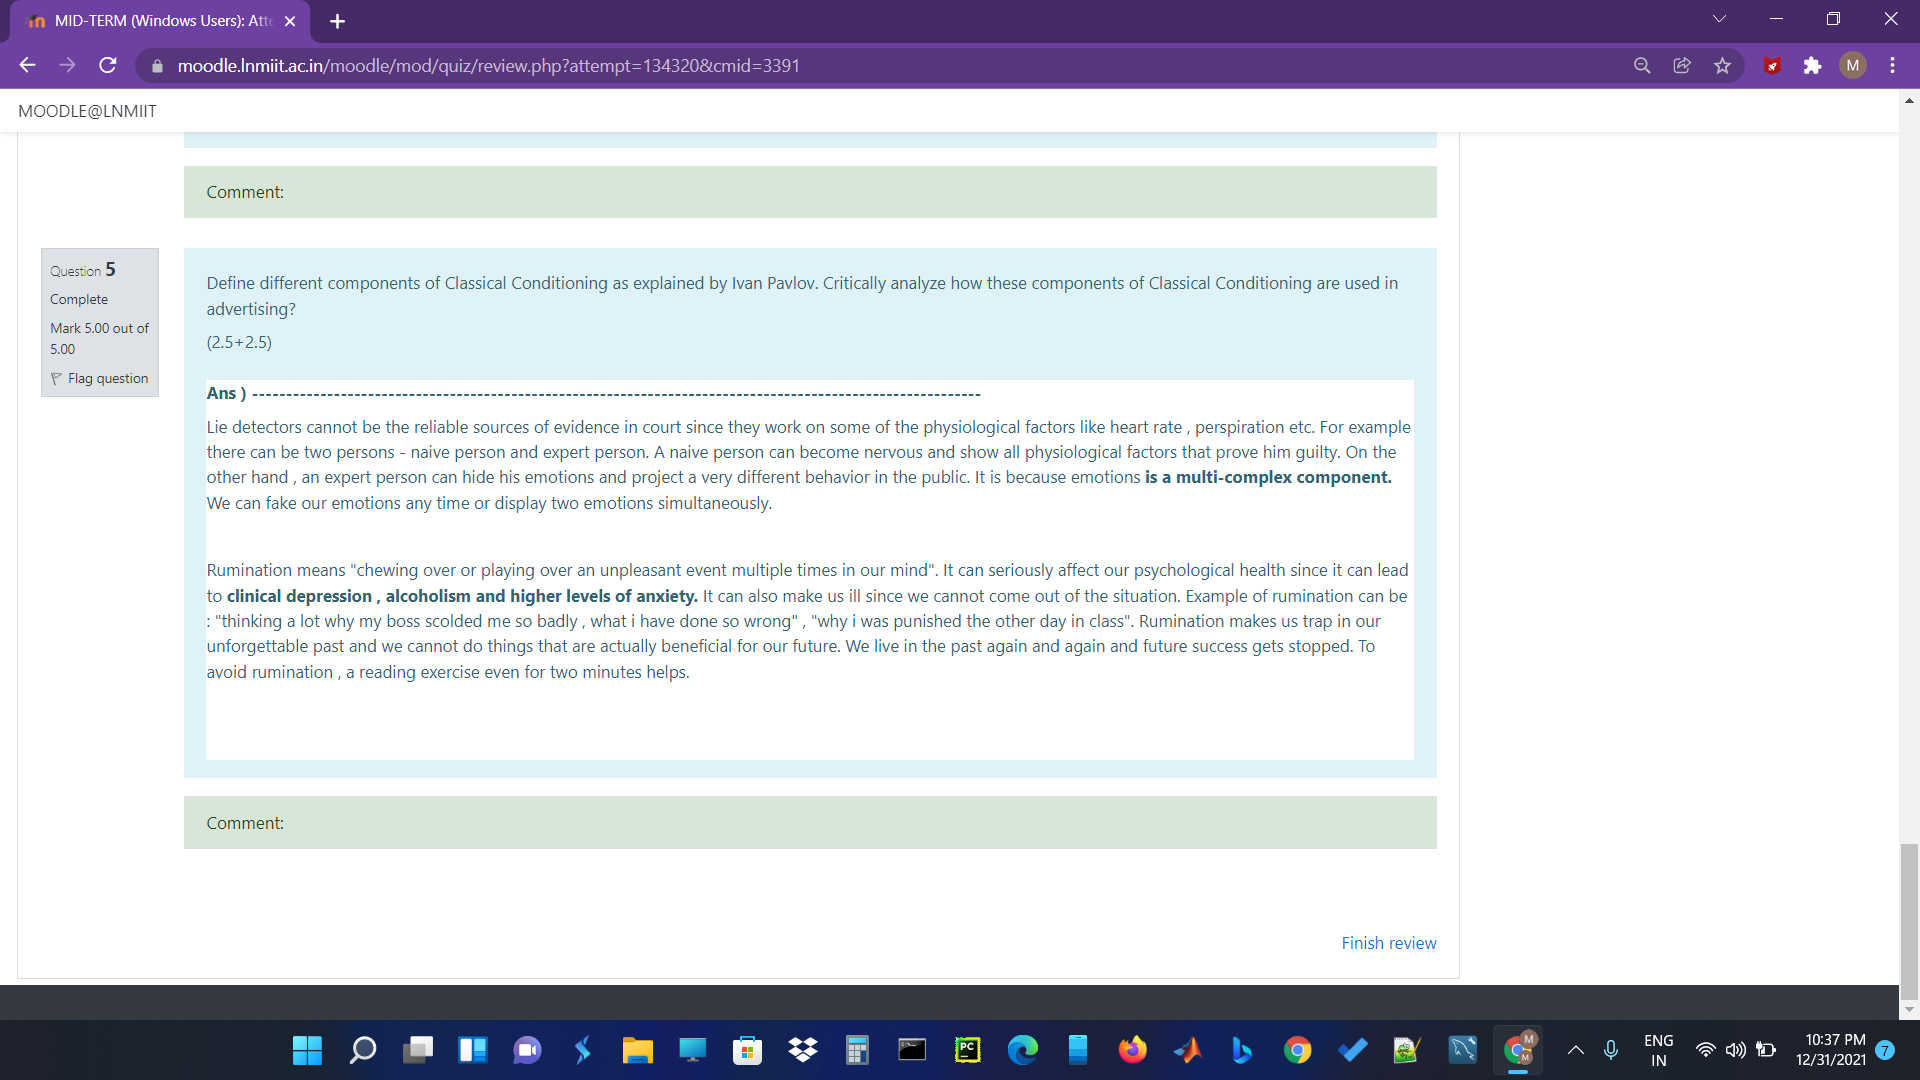 MID-TERM (Windows Users): Atte
moodle.lnmiit.ac.in/moodle/mod/quiz/review.php?attempt=134320&cmid=3391
M
MOODLE@LNMIIT
Comment:
Question 5
Complete
Mark 5.00 out of
5.00
Flag question
Define different components of Classical Conditioning as explained by Ivan Pavlov. Critically analyze how these components of Classical Conditioning are used in
advertising?
(2.5+2.5)
Ans ) ----------------------------------------------------------------------------------------------------------
Lie detectors cannot be the reliable sources of evidence in court since they work on some of the physiological factors like heart rate , perspiration etc. For example
there can be two persons - naive person and expert person. A naive person can become nervous and show all physiological factors that prove him guilty. On the
other hand , an expert person can hide his emotions and project a very different behavior in the public. It is because emotions is a multi-complex component.
We can fake our emotions any time or display two emotions simultaneously.
Rumination means "chewing over or playing over an unpleasant event multiple times in our mind". It can seriously affect our psychological health since it can lead
to clinical depression , alcoholism and higher levels of anxiety. It can also make us ill since we cannot come out of the situation. Example of rumination can be
: "thinking a lot why my boss scolded me so badly , what i have done so wrong" , "why i was punished the other day in class". Rumination makes us trap in our
unforgettable past and we cannot do things that are actually beneficial for our future. We live in the past again and again and future success gets stopped. To
avoid rumination , a reading exercise even for two minutes helps.
Comment:
Finish review
PC
M
M
ENG
IN
10:37 PM
12/31/2021
7